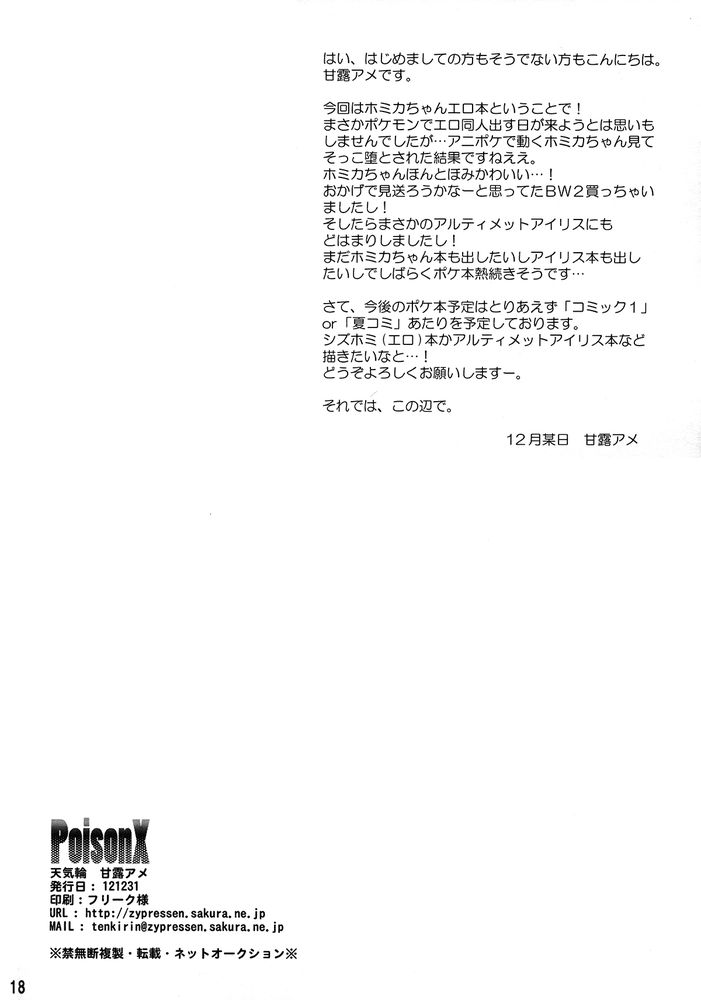 はい、はじめましての方もそうでない方もこんにちは。
甘露アメです。
今回はホミカちゃんエロ本ということで！
まさかポケモンでエロ同人出す日が来ようとは思いも
しませんでしたが…アニポケで動くホミカちゃん見て
そっこ堕とされた結果ですねええ。
ホミカちゃんほんとほみかわいい…！
おかげで見送ろうかなーと思ってたＢＷ２買っちゃい
ましたし！
そしたらまさかのアルティメットアイリスにも
どはまりしましたし！
まだホミカちゃん本も出したいしアイリス本も出し
たいしでしばらくポケ本熱続きそうです…
さて、今後のポケ本予定はとりあえず「コミック１」
or「夏コミ」あたりを予定しております。
シズホミ（エロ）本かアルティメットアイリス本など
描きたいなと…！
どうぞよろしくお願いしますー。
それでは、この辺で。
１２月某日　甘露アメ
PoisonX
天気輪　甘露アメ
発行日： 121231
印刷：フリーク様
URL : http://zypressen.sakura.ne.jp
MAIL : tenkirin@zypressen.sakura.ne.jp
※禁無断複製・転載・ネットオークション※
18